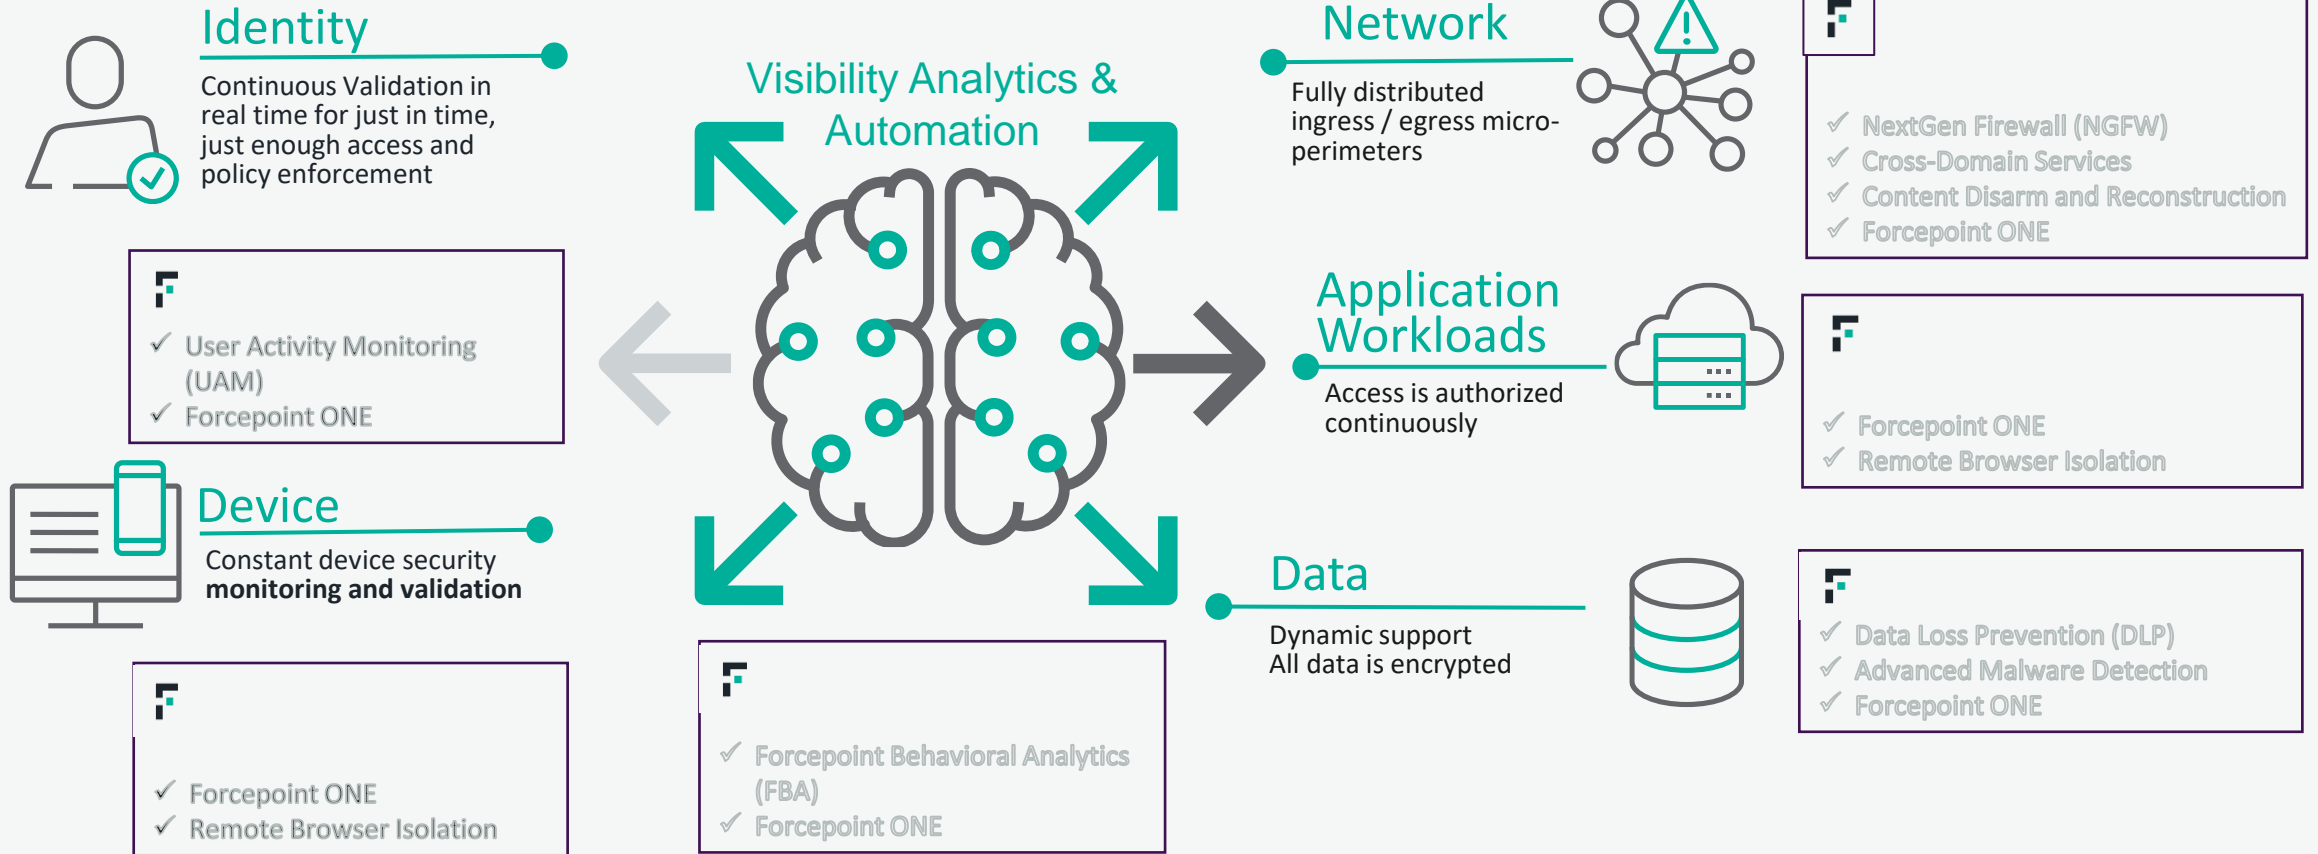 Identity
Continuous Validation in
real time for just in time,
just enough access and
policy enforcement
User Activity Monitoring
(UAM)
Forcepoint ONE
Device
Constant device security
monitoring and validation
Forcepoint ONE
Remote Browser Isolation
Visibility Analytics &
Automation
Forcepoint Behavioral Analytics
(FBA)
Forcepoint ONE
Network
Fully distributed
ingress / egress micro-
perimeters
NextGen Firewall (NGFW)
Cross-Domain Services
Content Disarm and Reconstruction
Forcepoint ONE
Application
Workloads
Access is authorized
continuously
Forcepoint ONE
Remote Browser Isolation
Data
Dynamic support
All data is encrypted
Data Loss Prevention (DLP)
Advanced Malware Detection
Forcepoint ONE